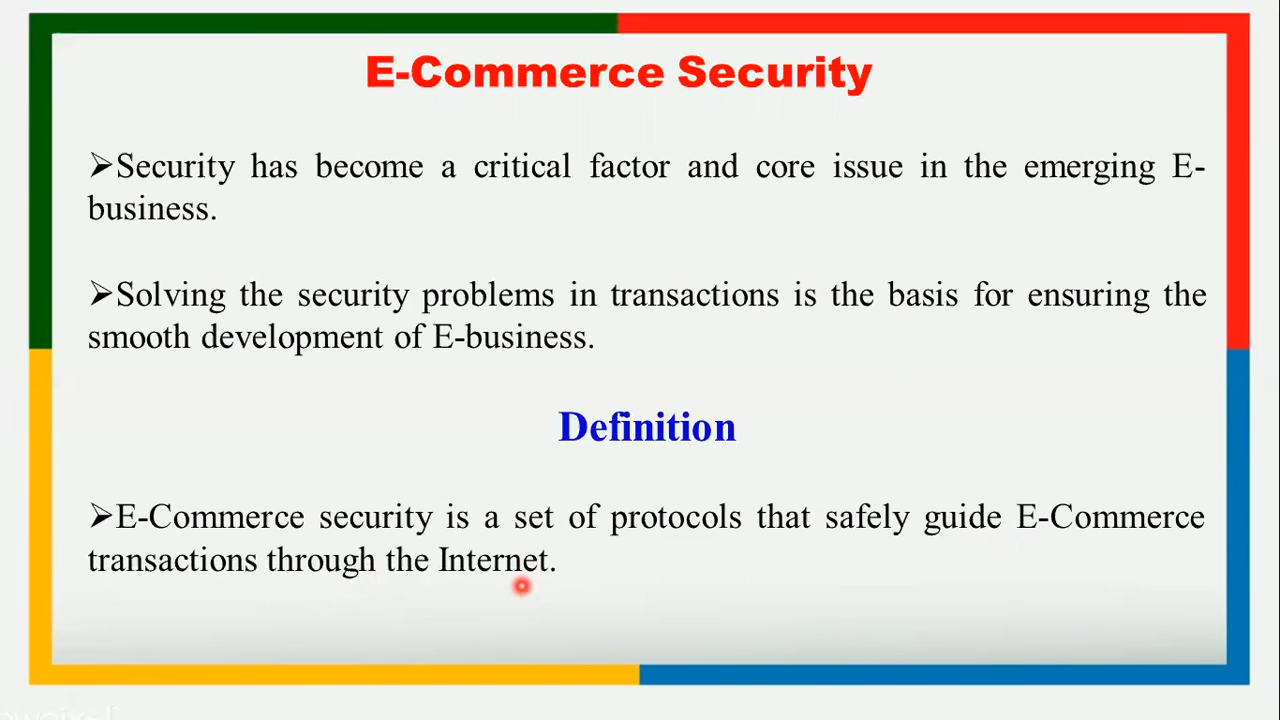 E-Commerce Security
➢Security has become a critical factor and core issue in the emerging E-
business.
➢Solving the security problems in transactions is the basis for ensuring the
smooth development of E-business.
Definition
➢E-Commerce security is a set of protocols that safely guide E-Commerce
transactions through the Internet.